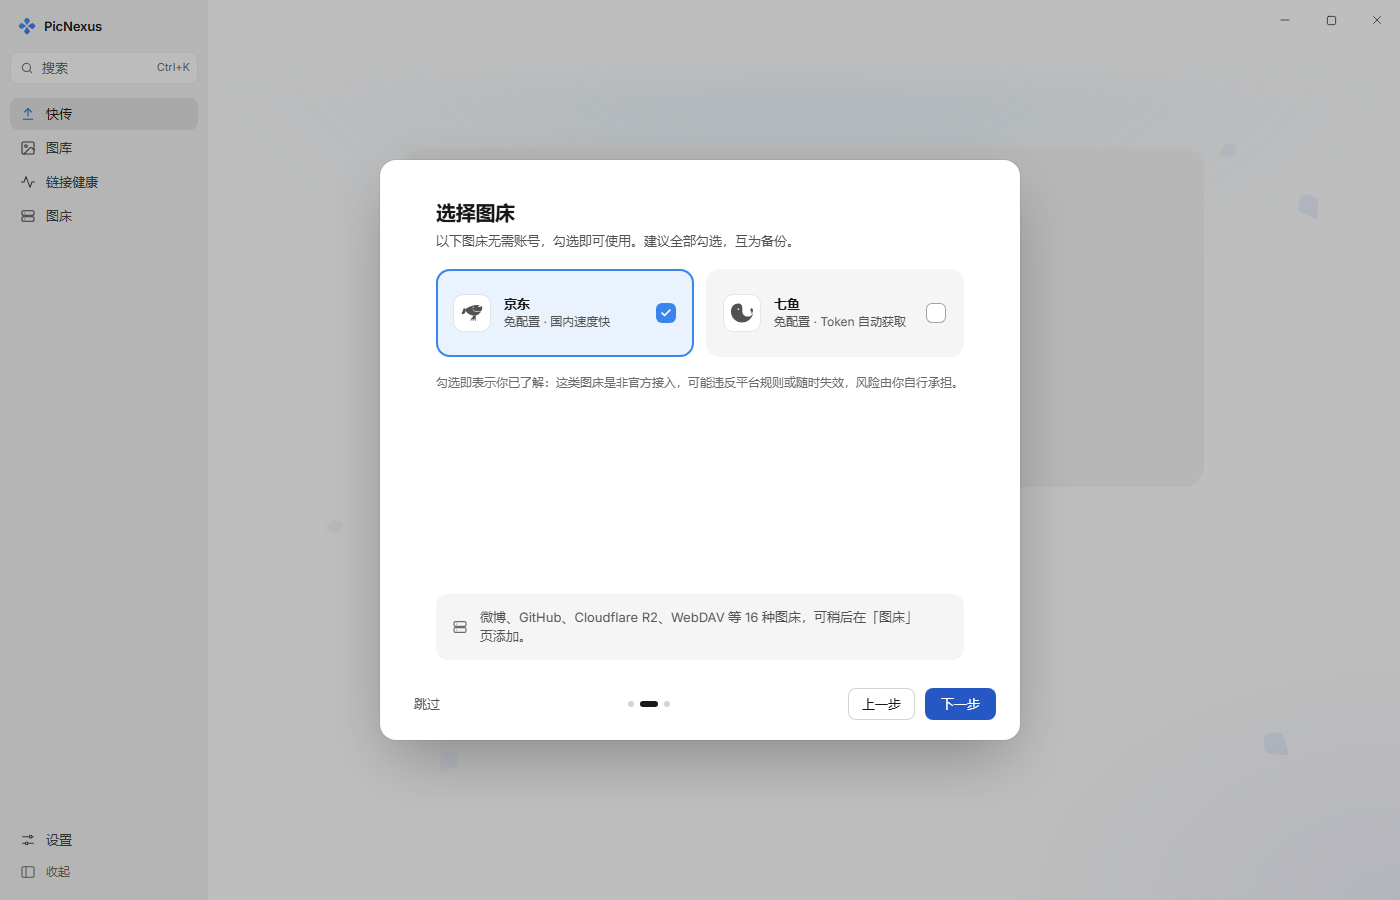 PicNexus
搜索 Ctrl+K
快传
图库
链接健康
图床
选择图床
以下图床无需账号，勾选即可使用。建议全部勾选，互为备份。
京东
免配置 · 国内速度快
七鱼
免配置 · Token 自动获取
勾选即表示你已了解：这类图床是非官方接入，可能违反平台规则或随时失效，风险由你自行承担。
微博、GitHub、Cloudflare R2、WebDAV 等 16 种图床，可稍后在「图床」
页添加。
跳过
上一步
下一步
设置
收起